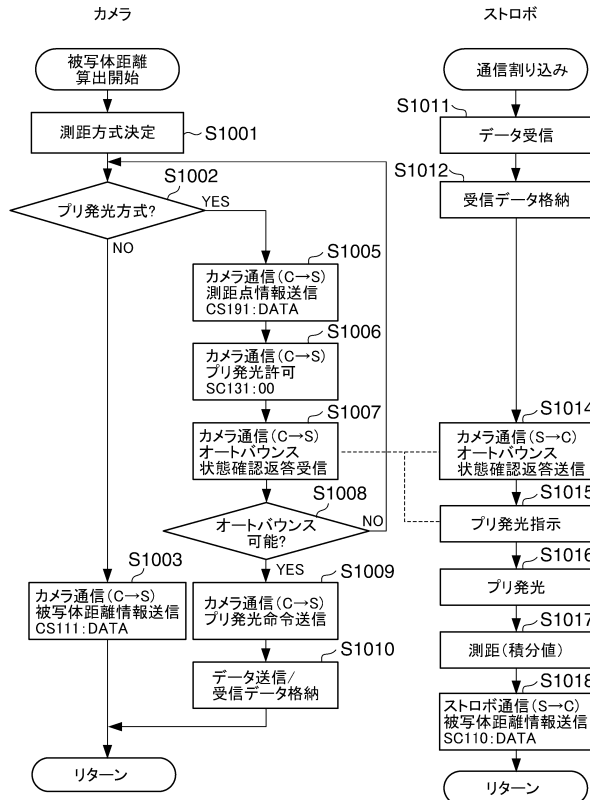 カメラ
被写体距離
算出開始
測距方式決定
S1001
S1002
プリ発光方式?
YES
NO
S1005
カメラ通信(C→S)
測距点情報送信
CS191:DATA
S1006
カメラ通信(C→S)
プリ発光許可
SC131:00
S1007
カメラ通信(C→S)
オートバウンス
状態確認返答受信
S1008
オートバウンス
可能?
NO
YES
S1003
カメラ通信(C→S)
被写体距離情報送信
CS111:DATA
S1009
カメラ通信(C→S)
プリ発光命令送信
S1010
データ送信/
受信データ格納
リターン
ストロボ
通信割り込み
S1011
データ受信
S1012
受信データ格納
S1014
カメラ通信(S→C)
オートバウンス
状態確認返答送信
S1015
プリ発光指示
S1016
プリ発光
S1017
測距(積分値)
S1018
ストロボ通信(S→C)
被写体距離情報送信
SC110:DATA
リターン